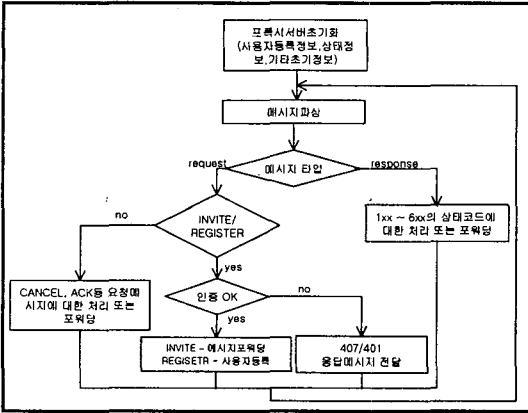 프록시서버초기화
(사용자등록정보,상태정
보,기타초기정보)
메시지파싱
메시지 타입
request
response
INVITE/
REGISTER
no
yes
1xx ~ 6xx의 상태코드에
대한 처리 또는 포워딩
CANCEL, ACK등 요청메
시지에 대한 처리 또는
포워딩
인증 OK
no
yes
INVITE - 메시지포워딩
REGISETR - 사용자등록
407/401
응답메시지 전달